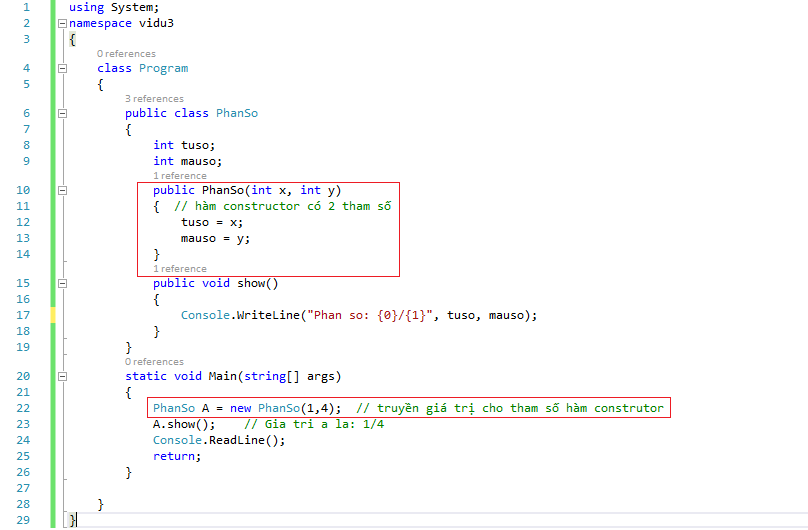 1 using System;
2 namespace vidu3
3 {
0 references
4 class Program
5 {
3 references
6 public class PhanSo
7 {
8 int tuso;
9 int mauso;
1 reference
10 public PhanSo(int x, int y)
11 { // hàm constructor có 2 tham số
12 tuso = x;
13 mauso = y;
14 }
1 reference
15 public void show()
16 {
17 Console.WriteLine("Phan so: {0}/{1}", tuso, mauso);
18 }
19 }
0 references
20 static void Main(string[] args)
21 {
22 PhanSo A = new PhanSo(1,4); // truyền giá trị cho tham số hàm construtor
23 A.show(); // Gia tri a la: 1/4
24 Console.ReadLine();
25 return;
26 }
27
28 }
29 }